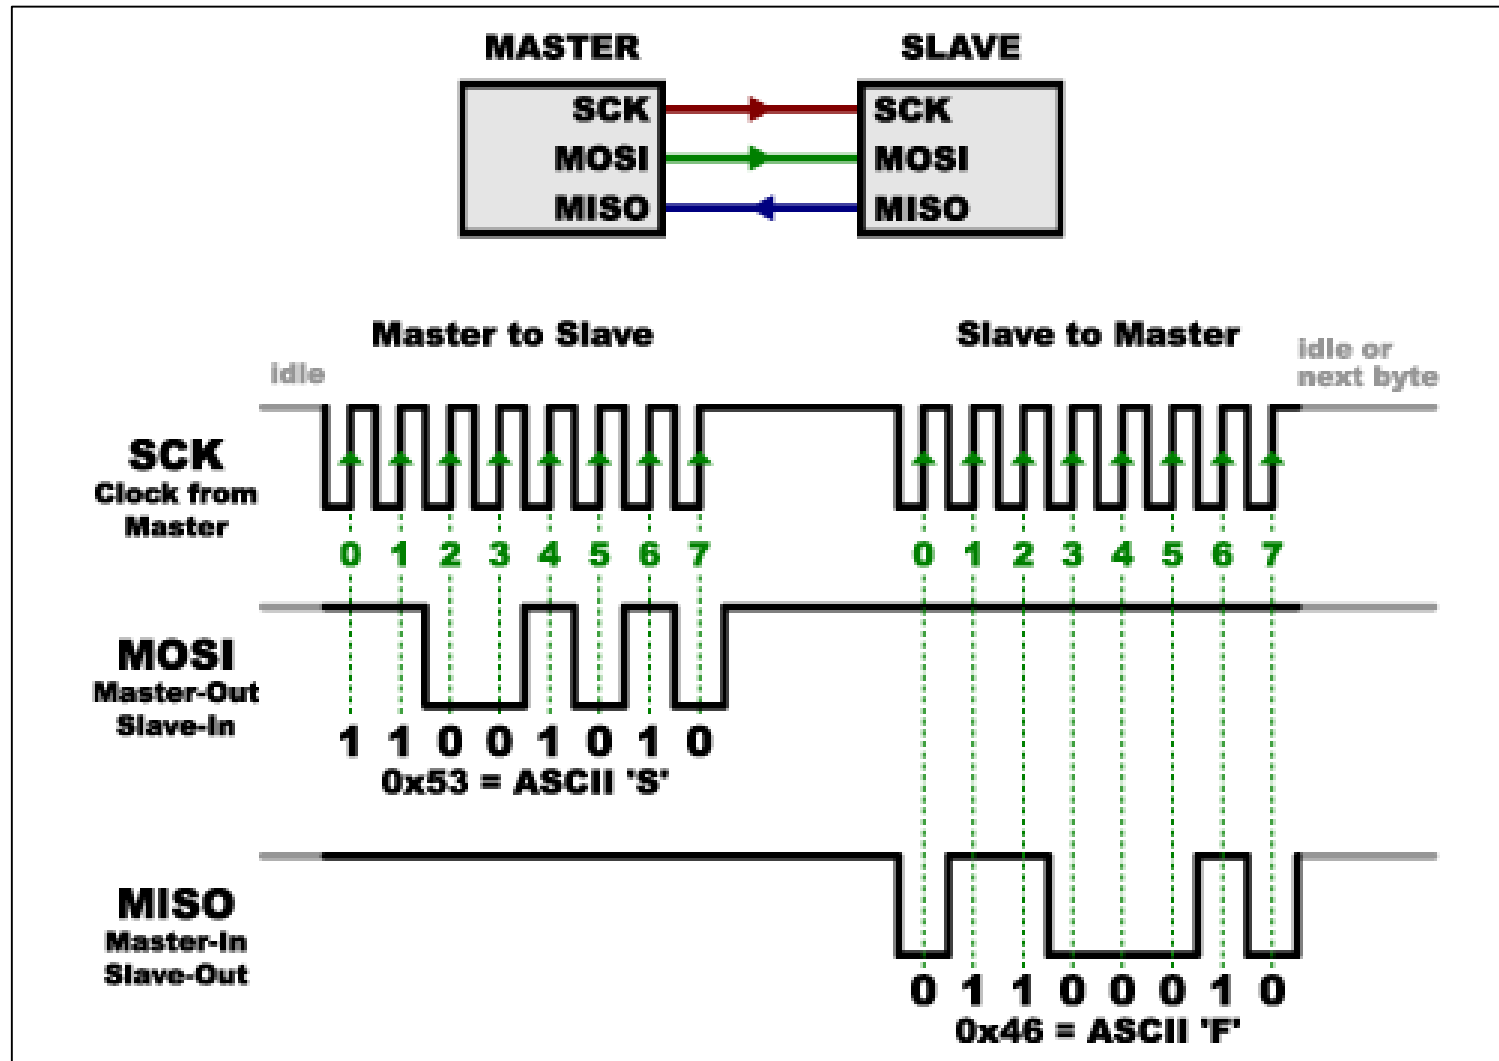 MASTER SLAVE
SCK SCK
MOSI MOSI
MISO MISO
Master to Slave Slave to Master
idle
idle or
next byte
SCK
Clock from
Master
0 1 2 3 4 5 6 7 0 1 2 3 4 5 6 7
MOSI
Master-Out
Slave-In
1 1 0 0 1 0 1 0
0x53 = ASCII 'S'
MISO
Master-In
Slave-Out
0 1 1 0 0 0 1 0
0x46 = ASCII 'F'